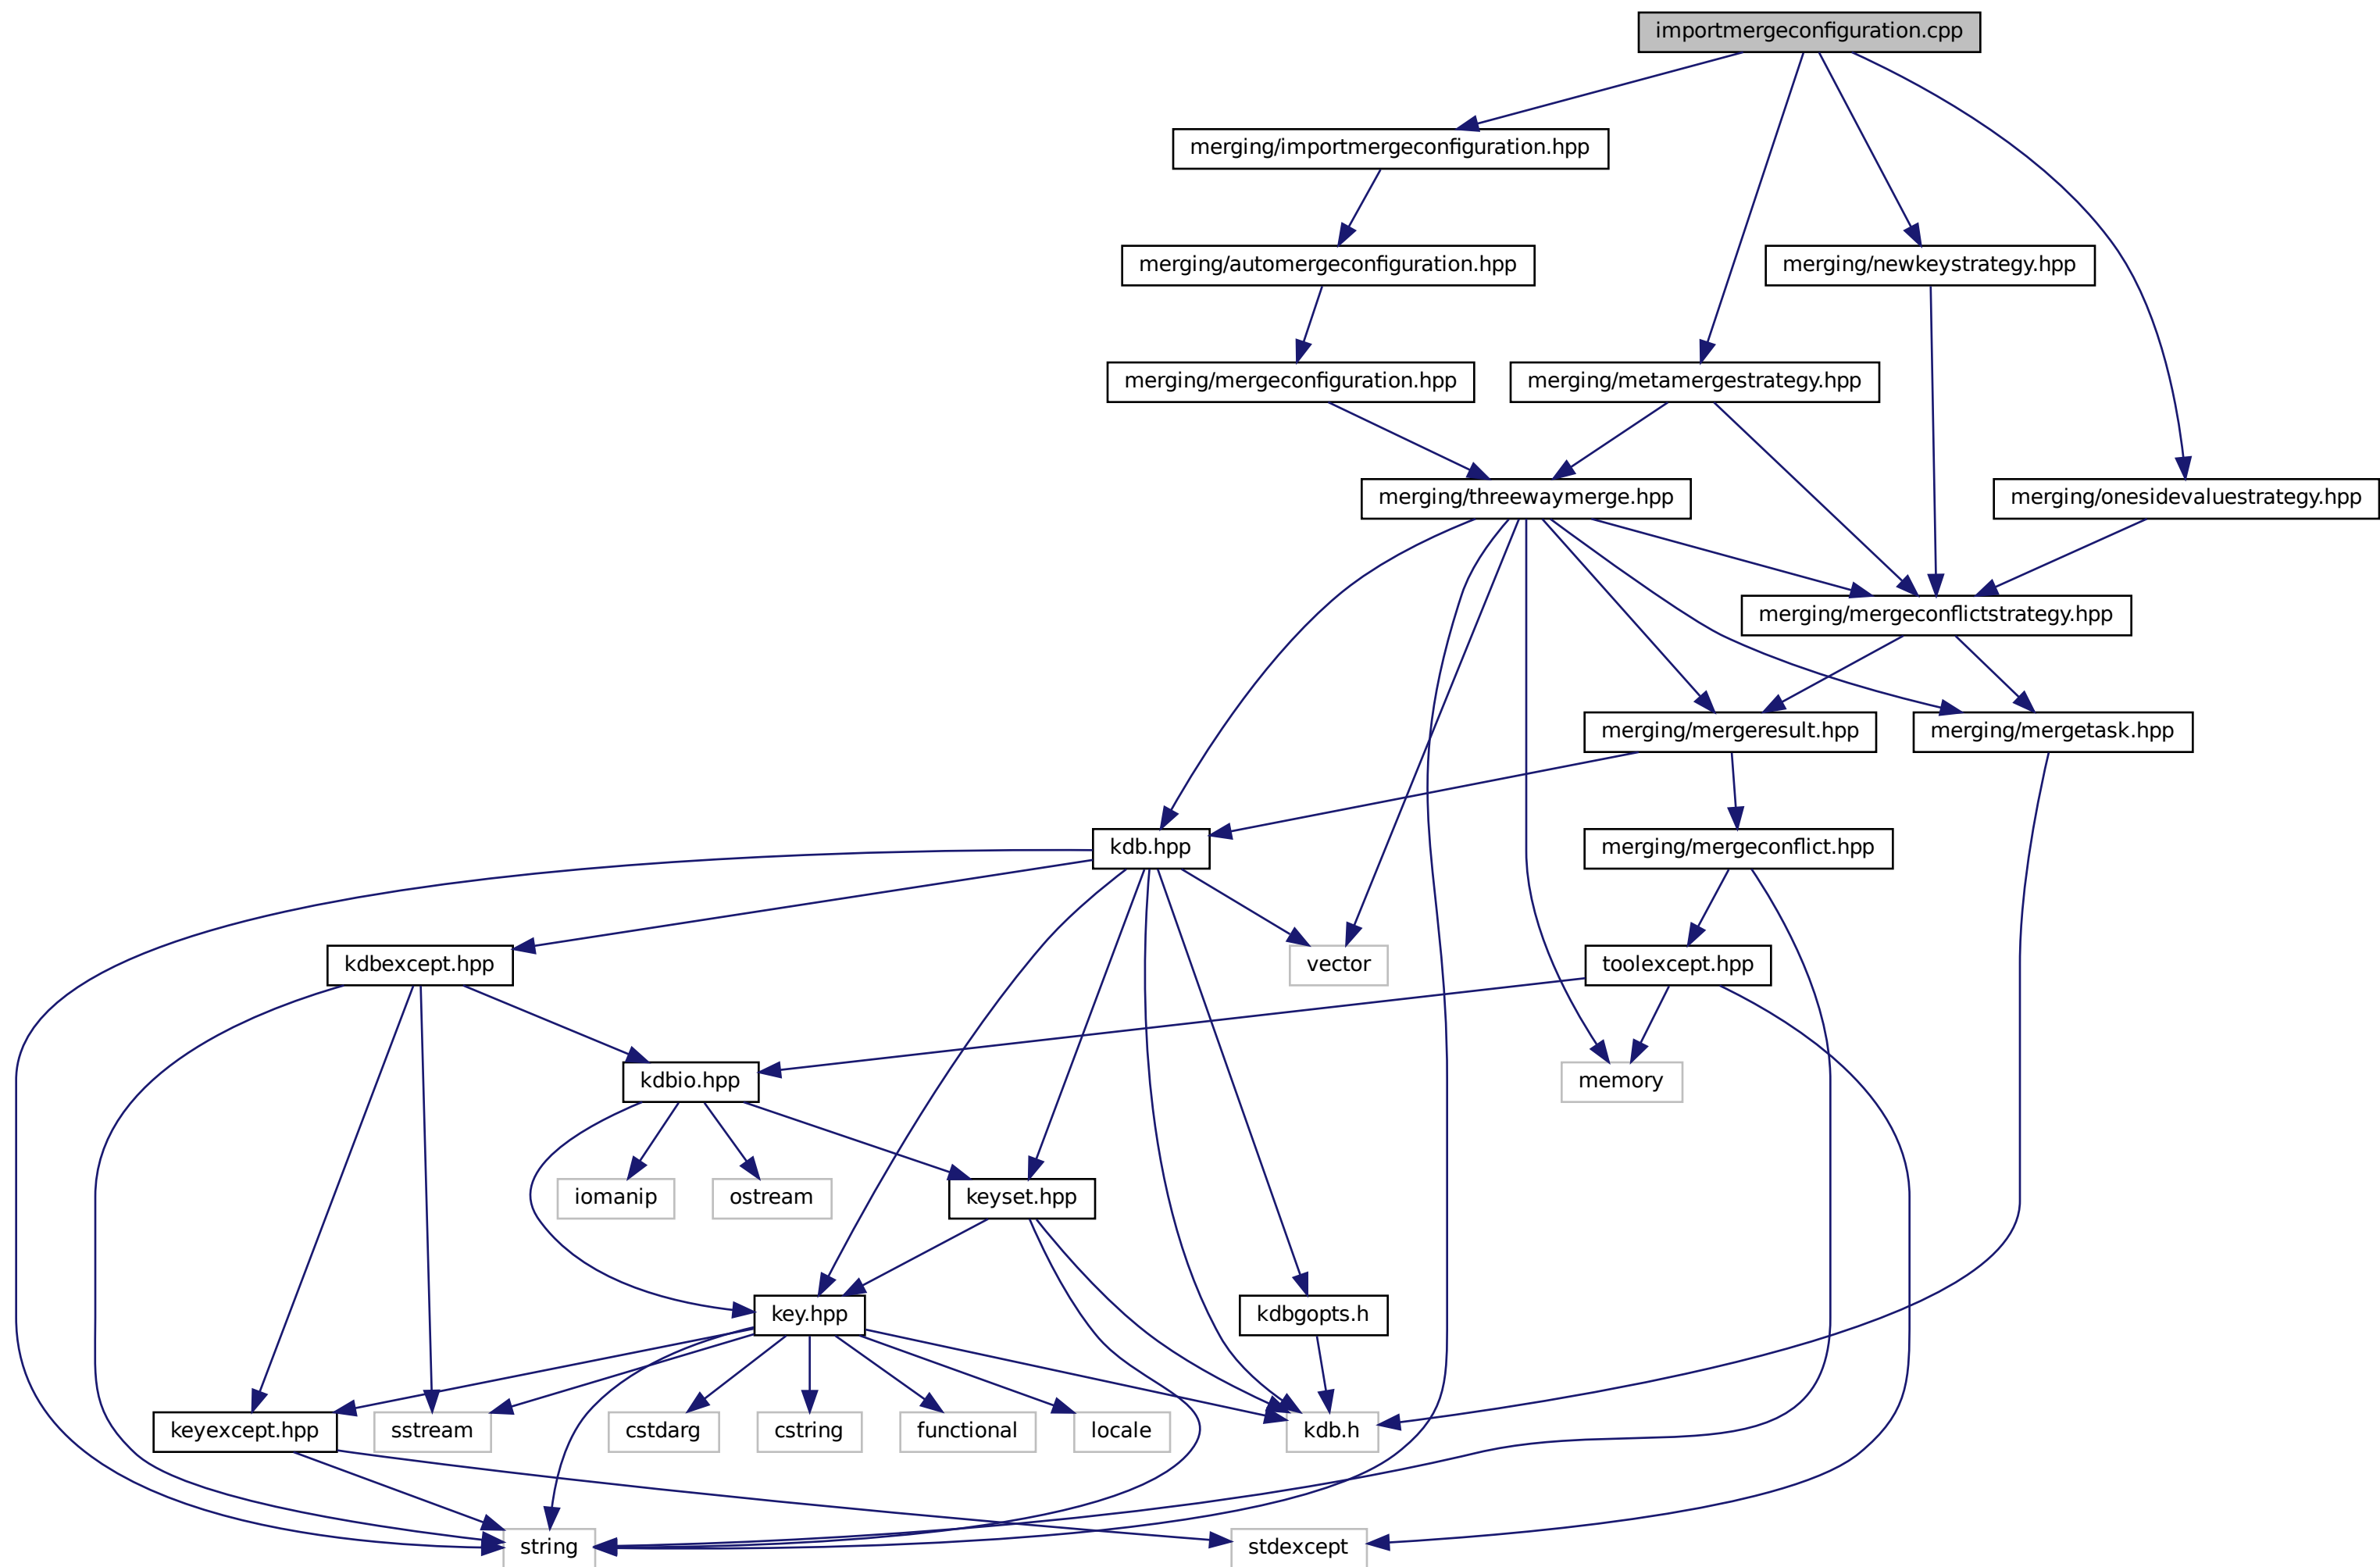 importmergeconfiguration.cpp
merging/importmergeconfiguration.hpp
merging/automergeconfiguration.hpp
merging/newkeystrategy.hpp
merging/mergeconfiguration.hpp
merging/metamergestrategy.hpp
merging/threewaymerge.hpp
merging/onesidevaluestrategy.hpp
merging/mergeconflictstrategy.hpp
merging/mergeresult.hpp
merging/mergetask.hpp
kdb.hpp
merging/mergeconflict.hpp
kdbexcept.hpp
vector
toolexcept.hpp
kdbio.hpp
memory
iomanip
ostream
keyset.hpp
key.hpp
kdbgopts.h
keyexcept.hpp
sstream
cstdarg
cstring
functional
locale
kdb.h
string
stdexcept